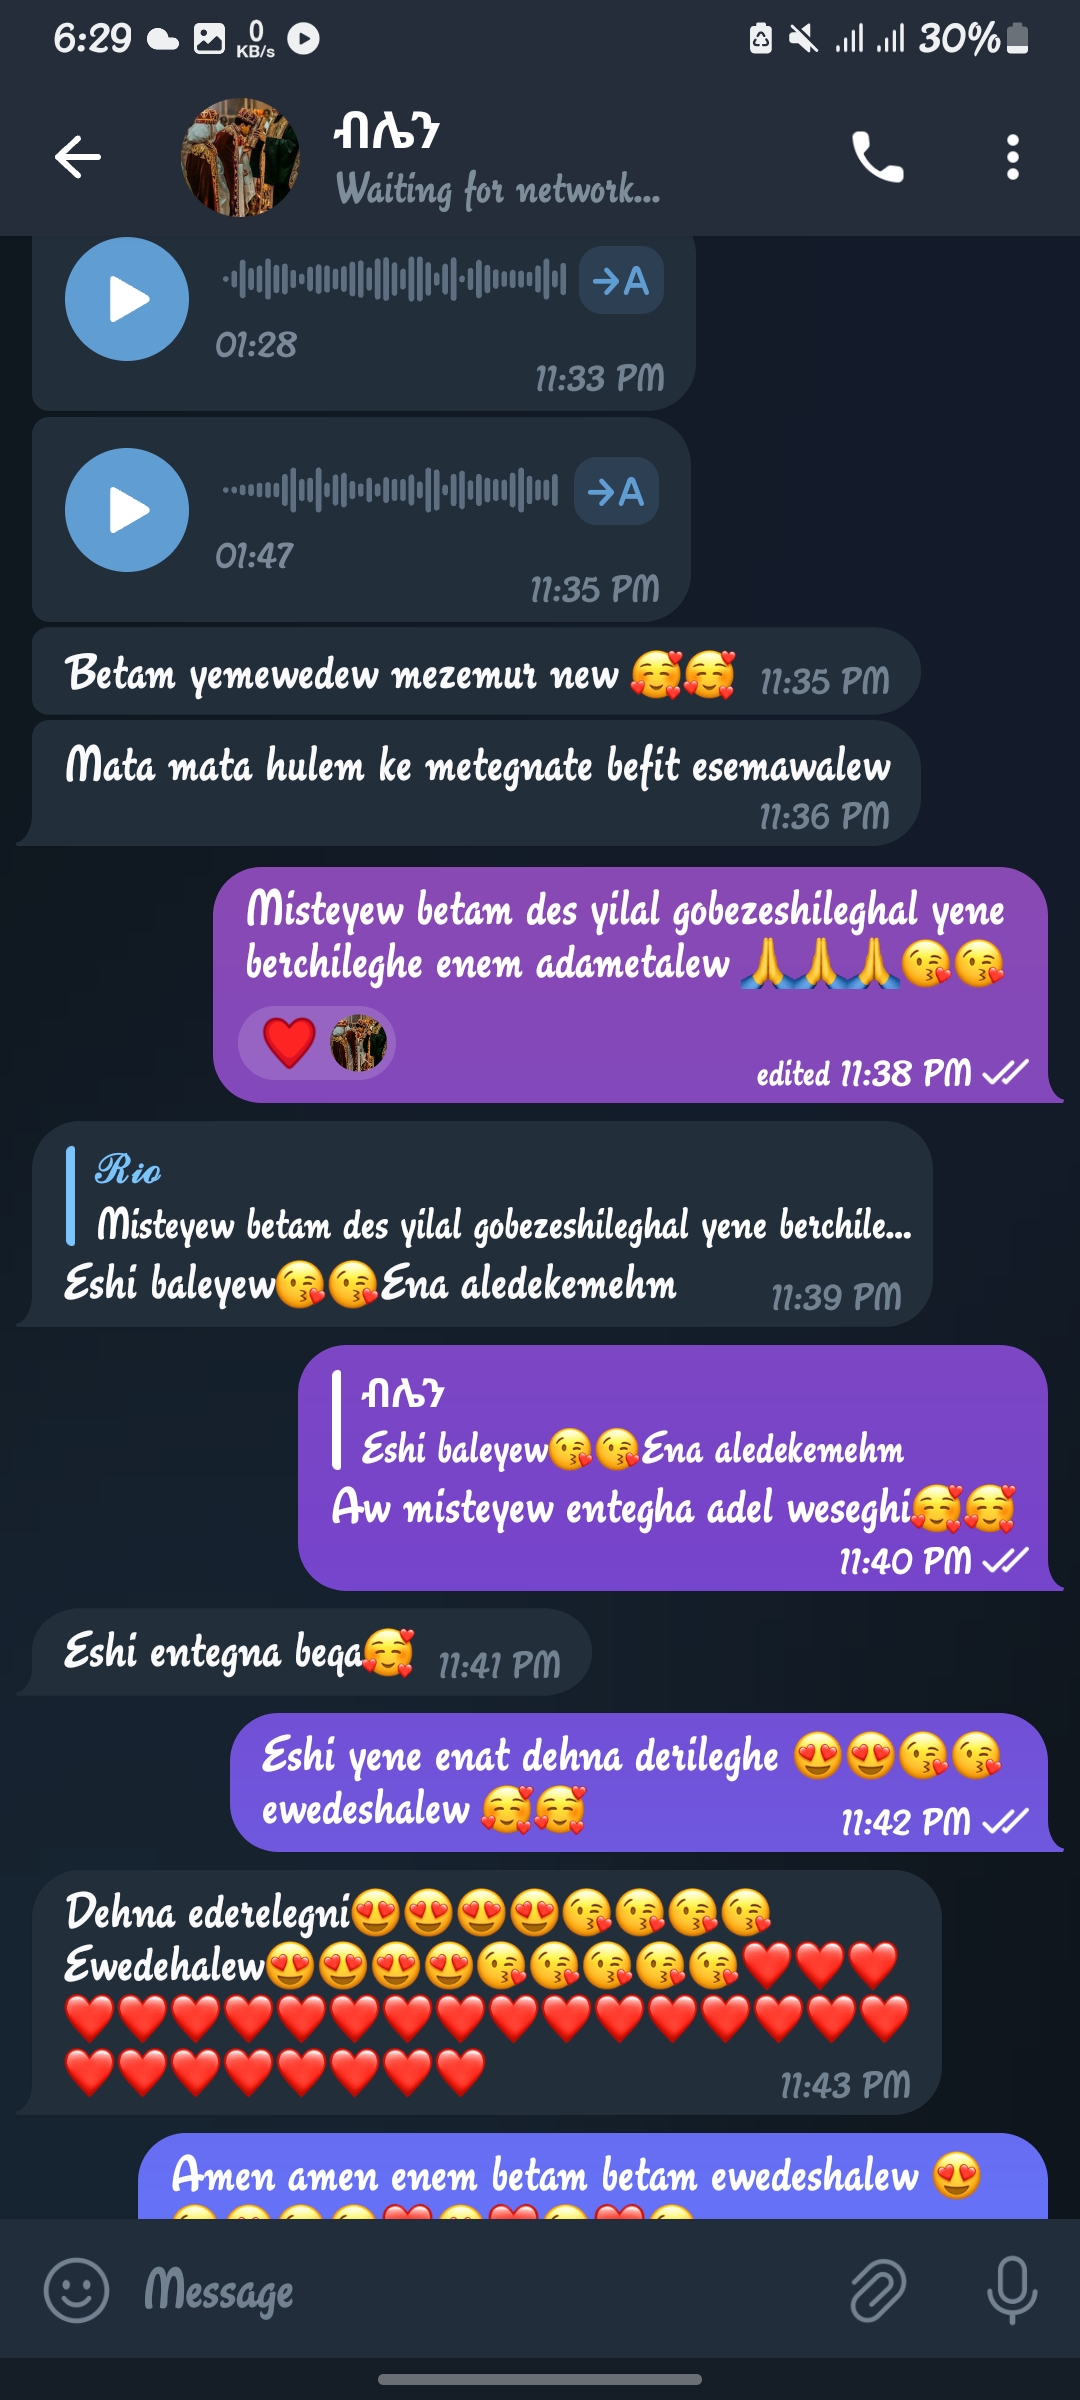 6:29
0
KB/s
30%
ብሌን
Waiting for network...
→A
01:28
11:33 PM
→A
01:47
11:35 PM
Betam yemewedew mezemur new 🥰🥰 11:35 PM
Mata mata hulem ke metegnate befit esemawalew
11:36 PM
Misteyew betam des yilal gobezeshileghal yene
berchileghe enem adametalew 🙏🙏🙏😘😘
❤️
edited 11:38 PM
Rio
Misteyew betam des yilal gobezeshileghal yene berchile...
Eshi baleyew😘😘Ena aledekemehm 11:39 PM
ብሌን
Eshi baleyew😘😘Ena aledekemehm
Aw misteyew entegha adel weseghi🥰🥰
11:40 PM
Eshi entegna beqa🥰 11:41 PM
Eshi yene enat dehna derileghe 😍😍😘😘
ewedeshalew 🥰🥰 11:42 PM
Dehna ederelegni😍😍😍😍😘😘😘😘
Ewedehalew😍😍😍😍😘😘😘😘😘❤️❤️❤️
❤️❤️❤️❤️❤️❤️❤️❤️❤️❤️❤️❤️❤️❤️❤️❤️
❤️❤️❤️❤️❤️❤️❤️❤️ 11:43 PM
Amen amen enem betam betam ewedeshalew 😍
Message